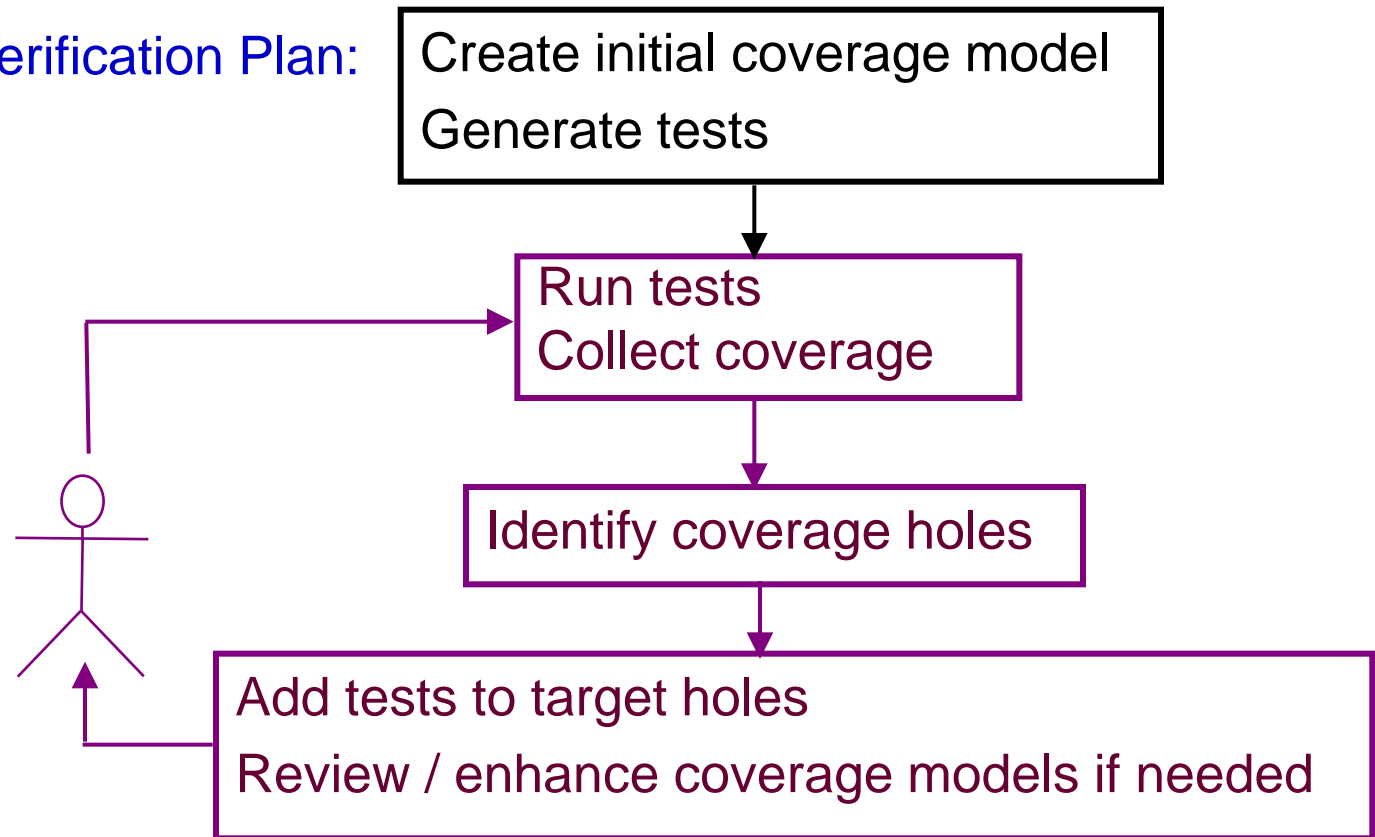 erification Plan:
Create initial coverage model
Generate tests
Run tests
Collect coverage
Identify coverage holes
Add tests to target holes
Review / enhance coverage models if needed